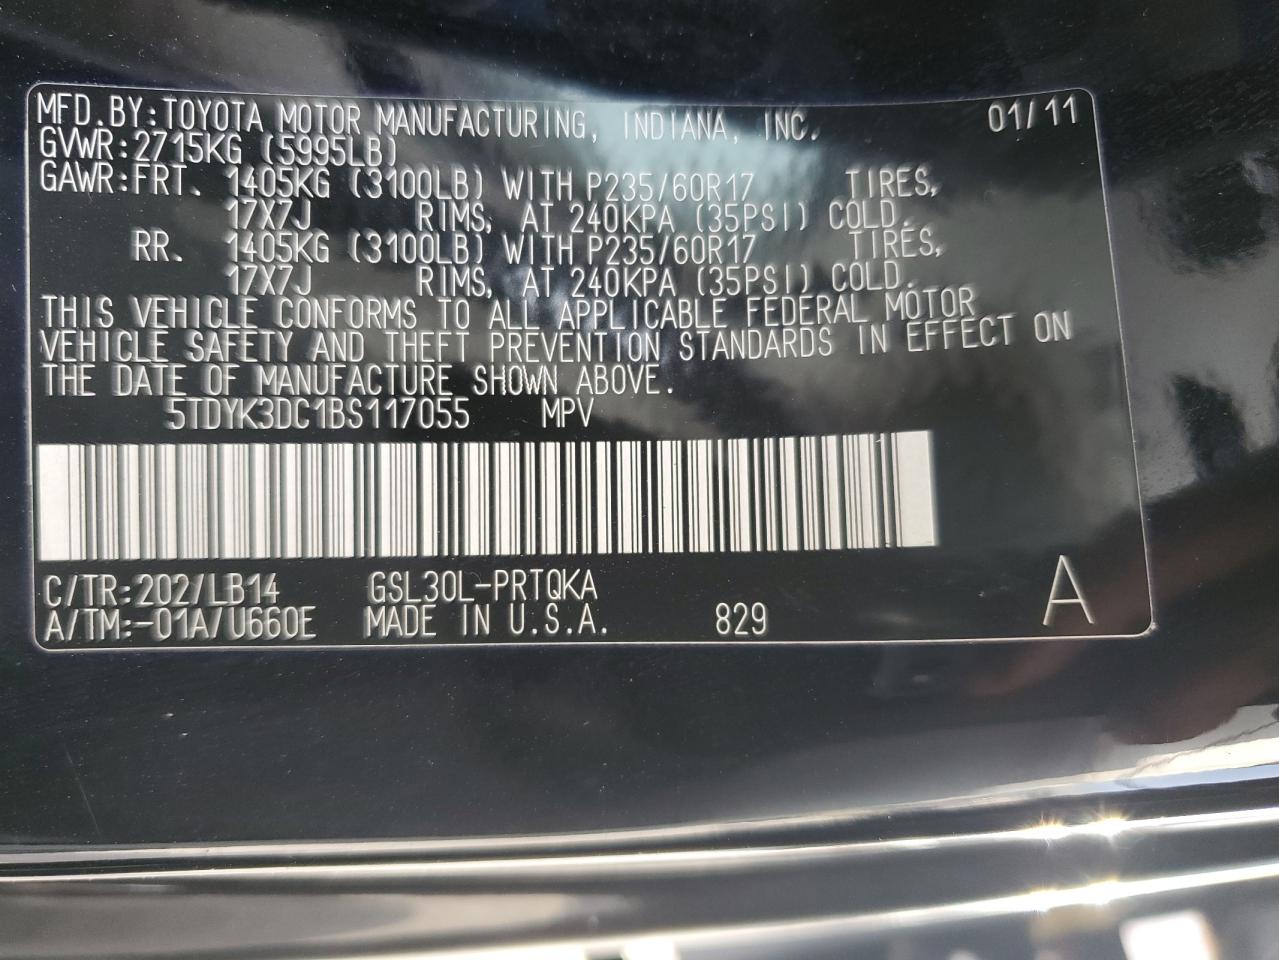 MFD.BY:TOYOTA MOTOR MANUFACTURING, INDIANA, INC. 01/11
GVWR:2715KG (5995LB)
GAWR:FRT. 1405KG (3100LB) WITH P235/60R17 TIRES,
17X7J RIMS, AT 240KPA (35PSI) COLD.
RR. 1405KG (3100LB) WITH P235/60R17 TIRES,
17X7J RIMS, AT 240KPA (35PSI) COLD.
THIS VEHICLE CONFORMS TO ALL APPLICABLE FEDERAL MOTOR
VEHICLE SAFETY AND THEFT PREVENTION STANDARDS IN EFFECT ON
THE DATE OF MANUFACTURE SHOWN ABOVE.
5TDYK3DC1BS117055 MPV
C/TR:202/LB14 GSL30L-PRTQKA A
A/TM:-01A/U660E MADE IN U.S.A. 829